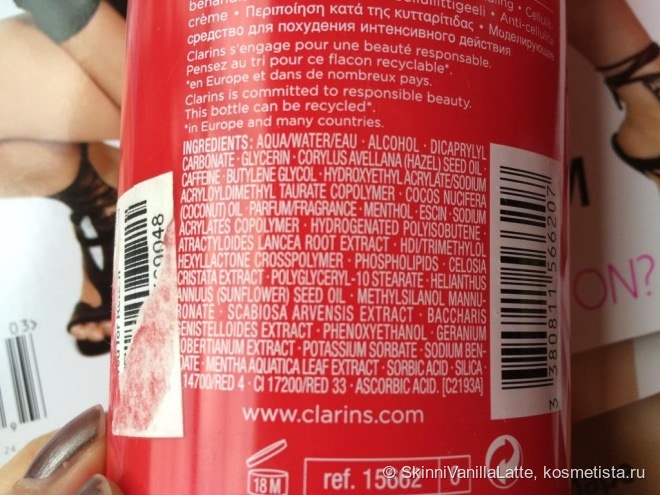 crème • Περιποίηση κατά της κυτταρίτιδας • Моделирующее
средство для похудения интенсивного действия
Clarins s'engage pour une beauté responsable.
Pensez au tri pour ce flacon recyclable*.
*en Europe et dans de nombreux pays.
Clarins is committed to responsible beauty.
This bottle can be recycled*.
*in Europe and many countries.
INGREDIENTS: AQUA/WATER/EAU · ALCOHOL · DICAPRYLYL
CARBONATE · GLYCERIN · CORYLUS AVELLANA (HAZEL) SEED OIL ·
CAFFEINE · BUTYLENE GLYCOL · HYDROXYETHYL ACRYLATE/SODIUM
ACRYLOYLDIMETHYL TAURATE COPOLYMER · COCOS NUCIFERA
(COCONUT) OIL · PARFUM/FRAGRANCE · MENTHOL · ESCIN · SODIUM
ACRYLATES COPOLYMER · HYDROGENATED POLYISOBUTENE ·
ATRACTYLOIDES LANCEA ROOT EXTRACT · HDI/TRIMETHYLOL
HEXYLLACTONE CROSSPOLYMER · PHOSPHOLIPIDS · CELOSIA
CRISTATA EXTRACT · POLYGLYCERYL-10 STEARATE · HELIANTHUS
ANNUUS (SUNFLOWER) SEED OIL · METHYLSILANOL MANNU-
RONATE · SCABIOSA ARVENSIS EXTRACT · BACCHARIS
GENISTELLOIDES EXTRACT · PHENOXYETHANOL · GERANIUM
ROBERTIANUM EXTRACT · POTASSIUM SORBATE · SODIUM BEN-
OATE · MENTHA AQUATICA LEAF EXTRACT · SORBIC ACID · SILICA ·
14700/RED 4 · CI 17200/RED 33 · ASCORBIC ACID. [C2193A]
www.clarins.com
18 M
ref.
3 380811 566207
ON?
03>
9
24
© SkinniVanillaLatte, kosmetista.ru